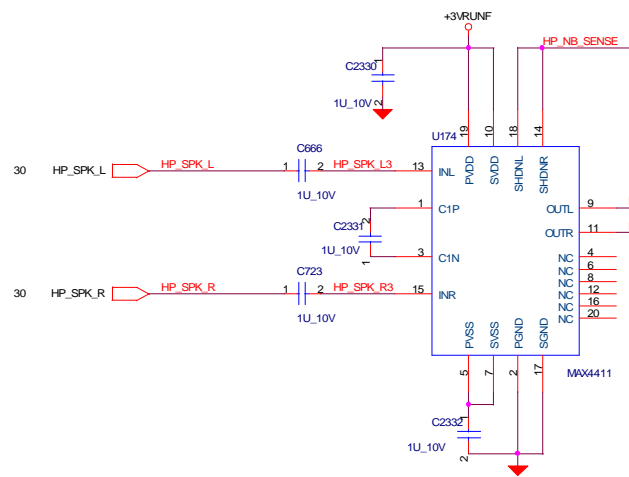 +3VRUNF
HP_NB_SENSE
C2330
1
2
1U_10V
U174
19
10
18
14
PVDD
SVDD
SHDNL
SHDNR
30 HP_SPK_L HP_SPK_L 1 C666 2 HP_SPK_L3 13 INL
1U_10V
1 C1P
OUTL 9
2
C2331
1U_10V
1
OUTR 11
3 C1N
NC 4
NC 6
NC 8
NC 12
NC 16
NC 20
30 HP_SPK_R HP_SPK_R 1 C723 2 HP_SPK_R3 15 INR
1U_10V
PVSS
SVSS
PGND
SGND
5
7
2
17
MAX4411
1
C2332
1U_10V
2